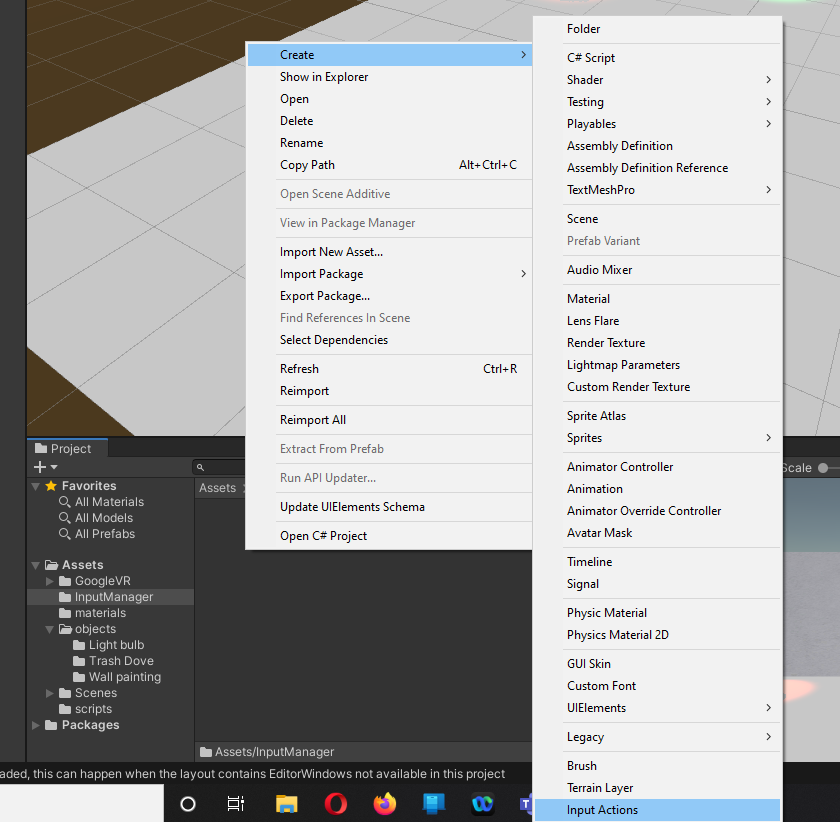 Create
Show in Explorer
Open
Delete
Rename
Copy Path Alt+Ctrl+C
Open Scene Additive
View in Package Manager
Import New Asset...
Import Package
Export Package...
Find References In Scene
Select Dependencies
Refresh Ctrl+R
Reimport
Reimport All
Extract From Prefab
Run API Updater...
Update UIElements Schema
Open C# Project
Folder
C# Script
Shader
Testing
Playables
Assembly Definition
Assembly Definition Reference
TextMeshPro
Scene
Prefab Variant
Audio Mixer
Material
Lens Flare
Render Texture
Lightmap Parameters
Custom Render Texture
Sprite Atlas
Sprites
Animator Controller
Animation
Animator Override Controller
Avatar Mask
Timeline
Signal
Physic Material
Physics Material 2D
GUI Skin
Custom Font
UIElements
Legacy
Brush
Terrain Layer
Input Actions
Project
Favorites
All Materials
All Models
All Prefabs
Assets
GoogleVR
InputManager
materials
objects
Light bulb
Trash Dove
Wall painting
Scenes
scripts
Packages
Assets
Assets/InputManager
Scale
aded, this can happen when the layout contains EditorWindows not available in this project